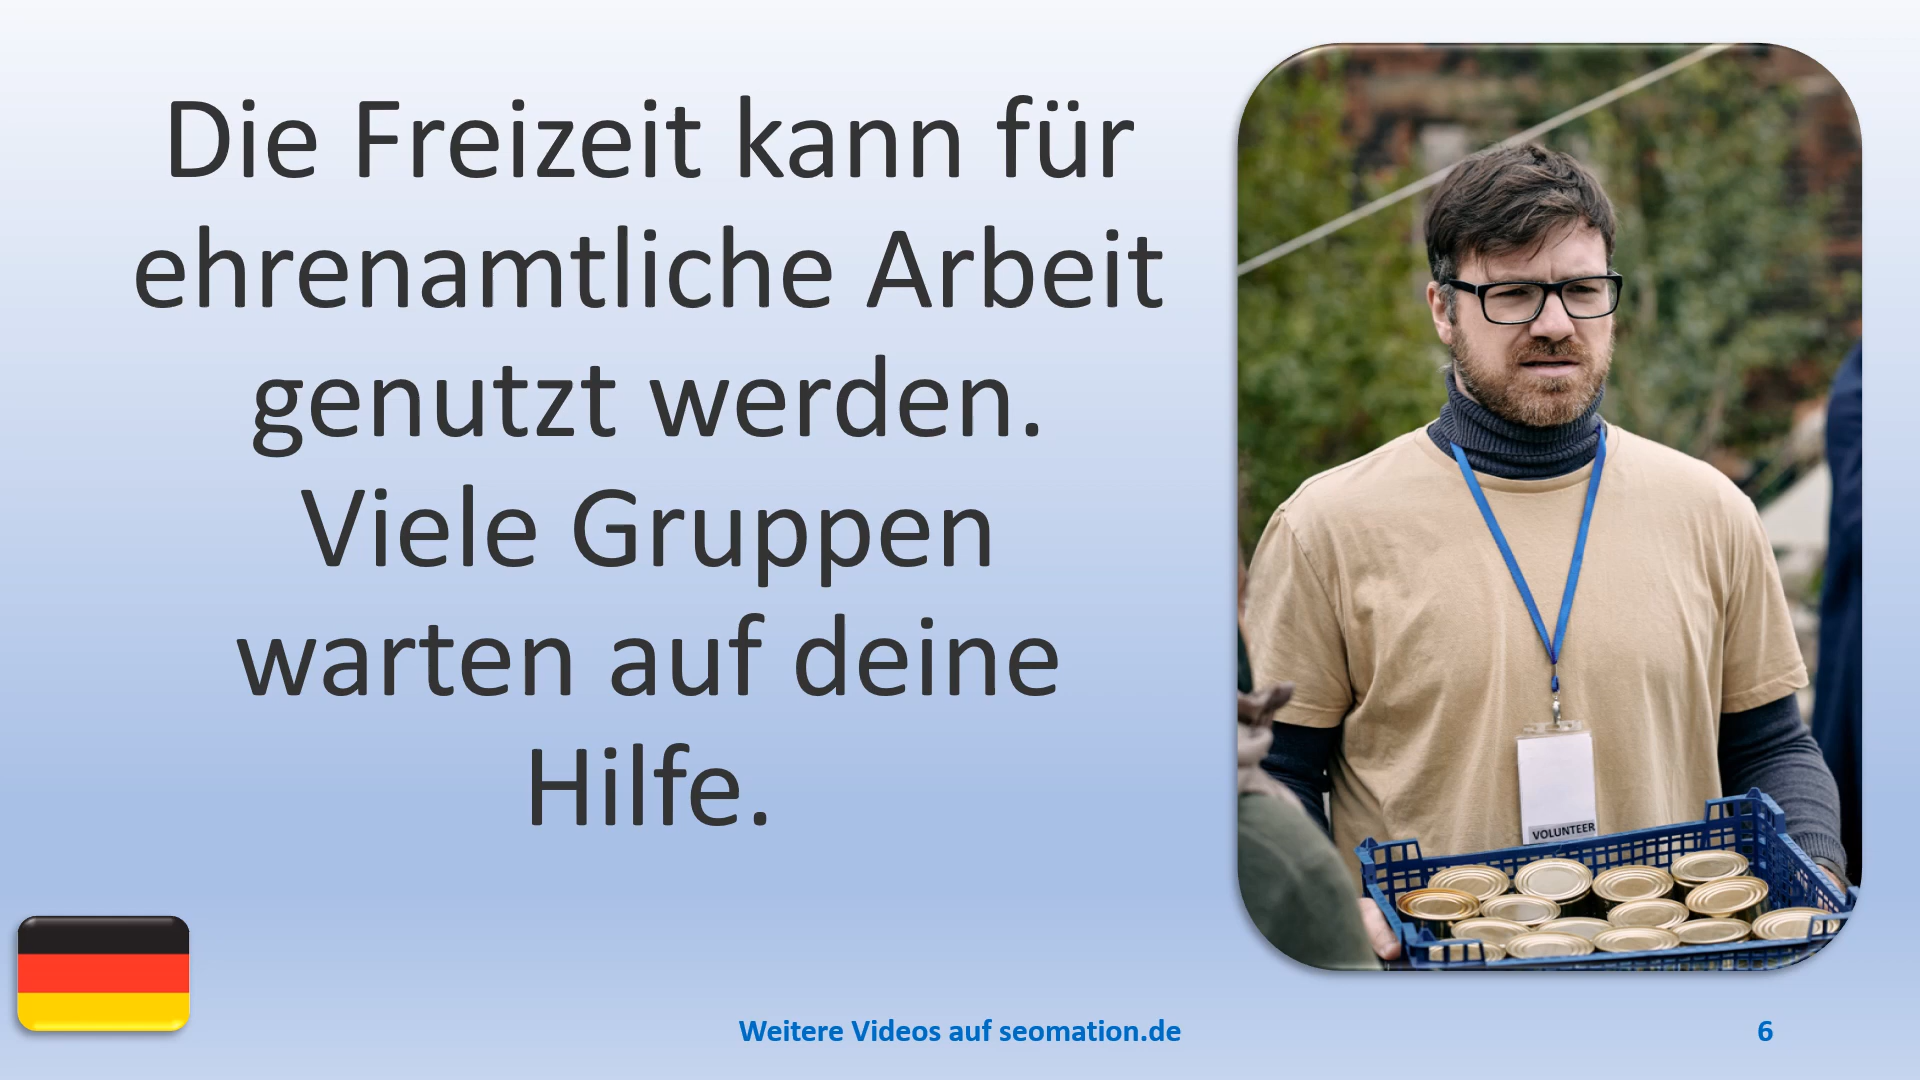 Die Freizeit kann für
ehrenamtliche Arbeit
genutzt werden.
Viele Gruppen
warten auf deine
Hilfe.
VOLUNTEER
Weitere Videos auf seomation.de
6